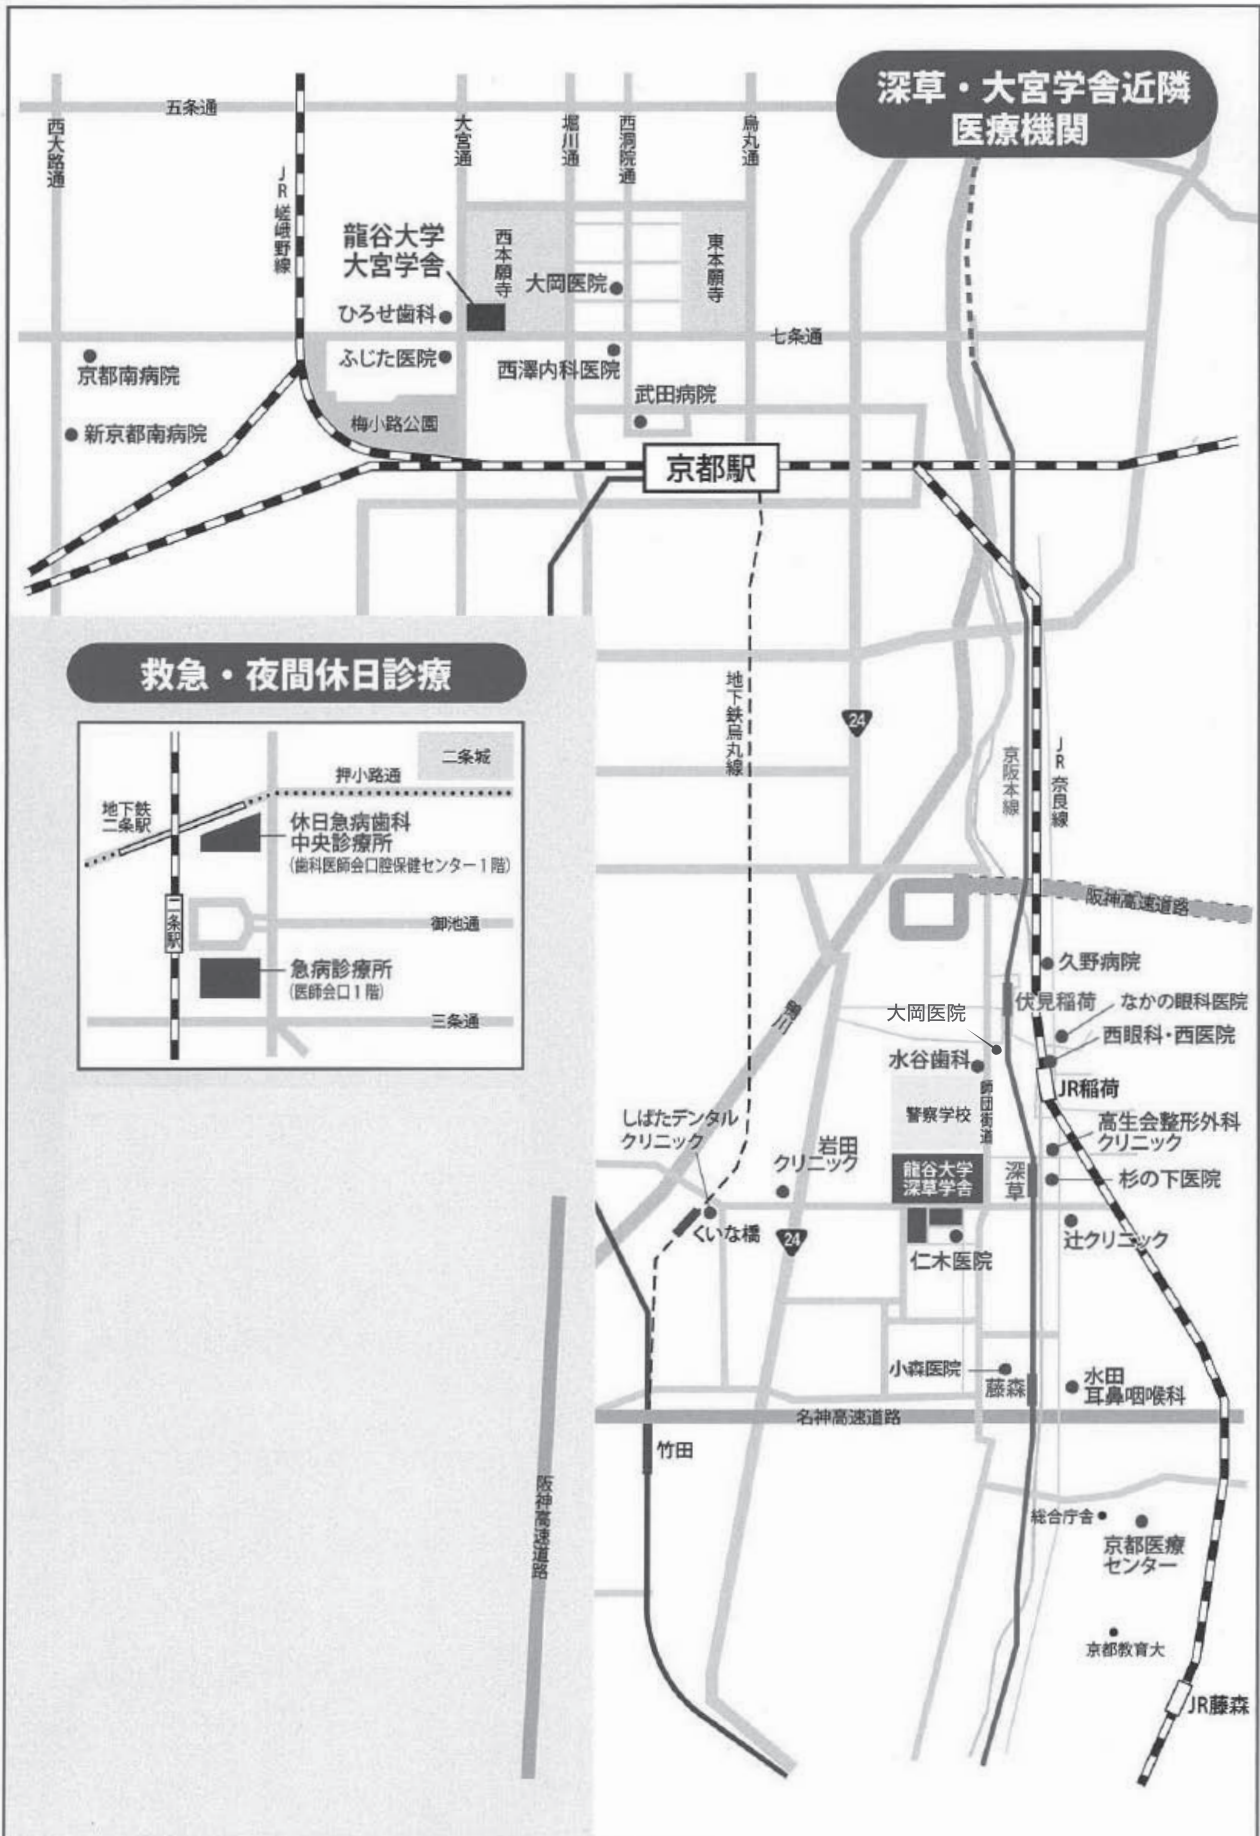 深草・大宮学舎近隣
医療機関
五条通
西大路通
JR嵯峨野線
大宮通
堀川通
西洞院通
烏丸通
龍谷大学
大宮学舎
西本願寺
東本願寺
大岡医院
ひろせ歯科
七条通
ふじた医院
西澤内科医院
京都南病院
武田病院
新京都南病院
梅小路公園
京都駅
救急・夜間休日診療
二条城
押小路通
地下鉄
二条駅
休日急病歯科
中央診療所
(歯科医師会口腔保健センター1階)
二条駅
御池通
急病診療所
(医師会口1階)
三条通
地下鉄烏丸線
24
京阪本線
JR奈良線
阪神高速道路
久野病院
伏見稲荷
なかの眼科医院
大岡医院
西眼科・西医院
鴨川
水谷歯科
JR稲荷
師団街道
警察学校
しばたデンタル
クリニック
岩田
クリニック
高生会整形外科
クリニック
龍谷大学
深草学舎
深草
杉の下医院
くいな橋
24
辻クリニック
仁木医院
小森医院
藤森
水田
耳鼻咽喉科
名神高速道路
竹田
阪神高速道路
総合庁舎
京都医療
センター
京都教育大
JR藤森